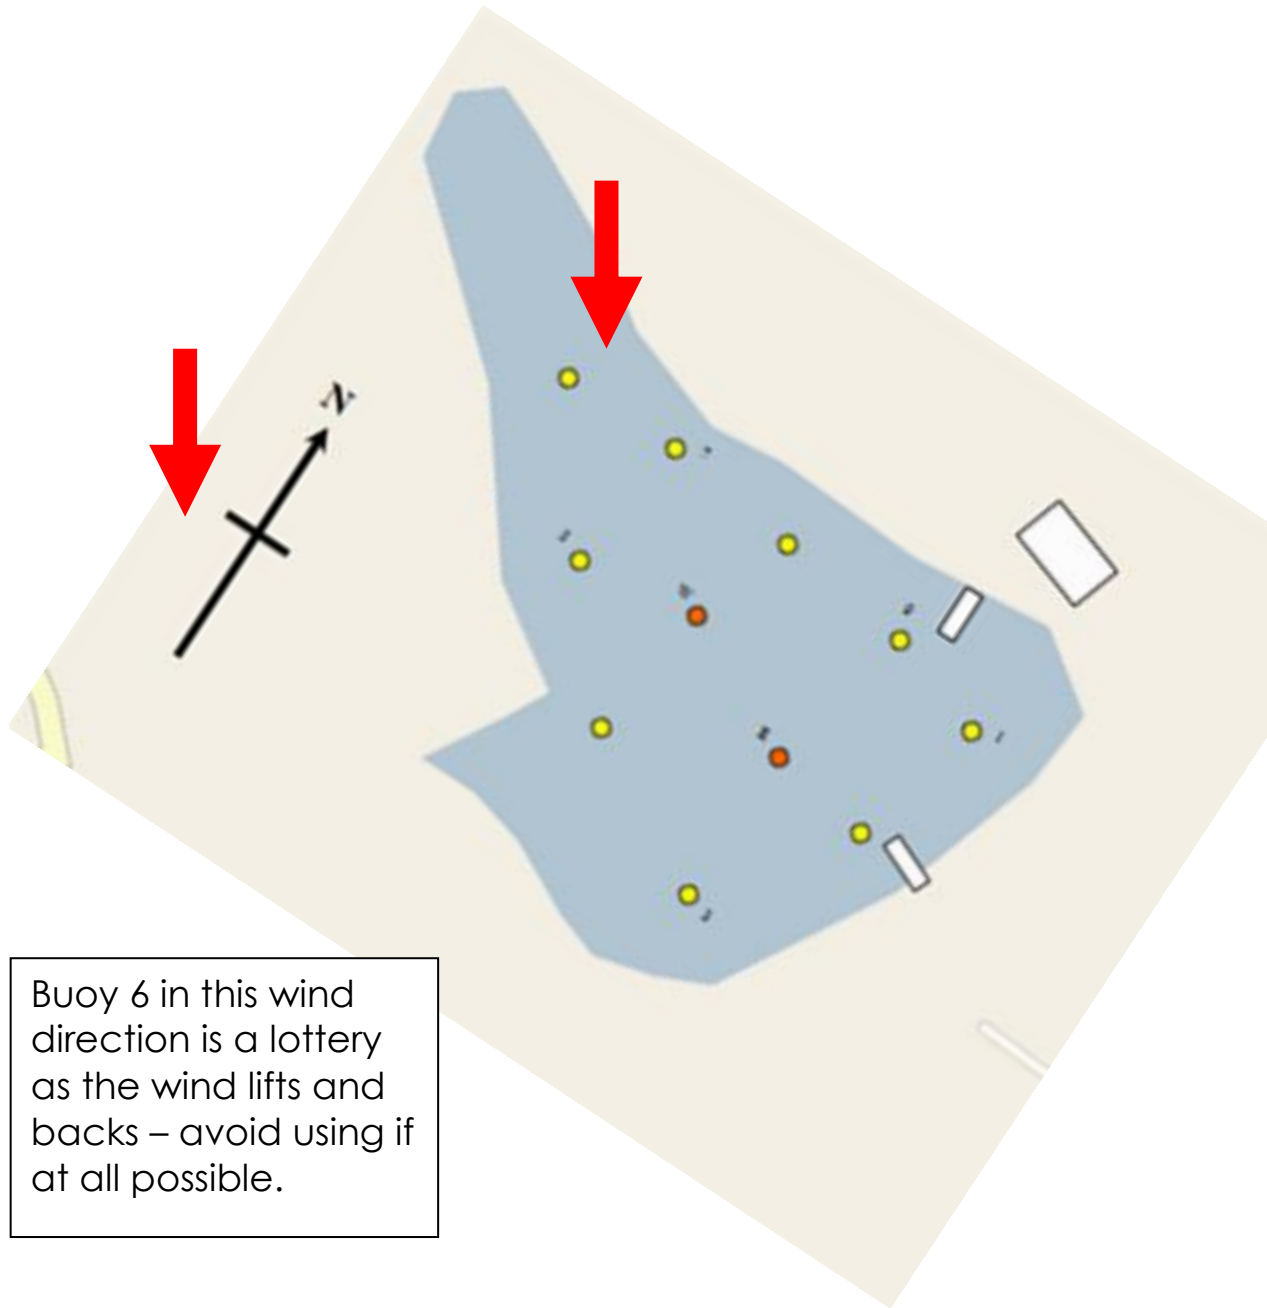 N
Buoy 6 in this wind
direction is a lottery
as the wind lifts and
backs – avoid using if
at all possible.